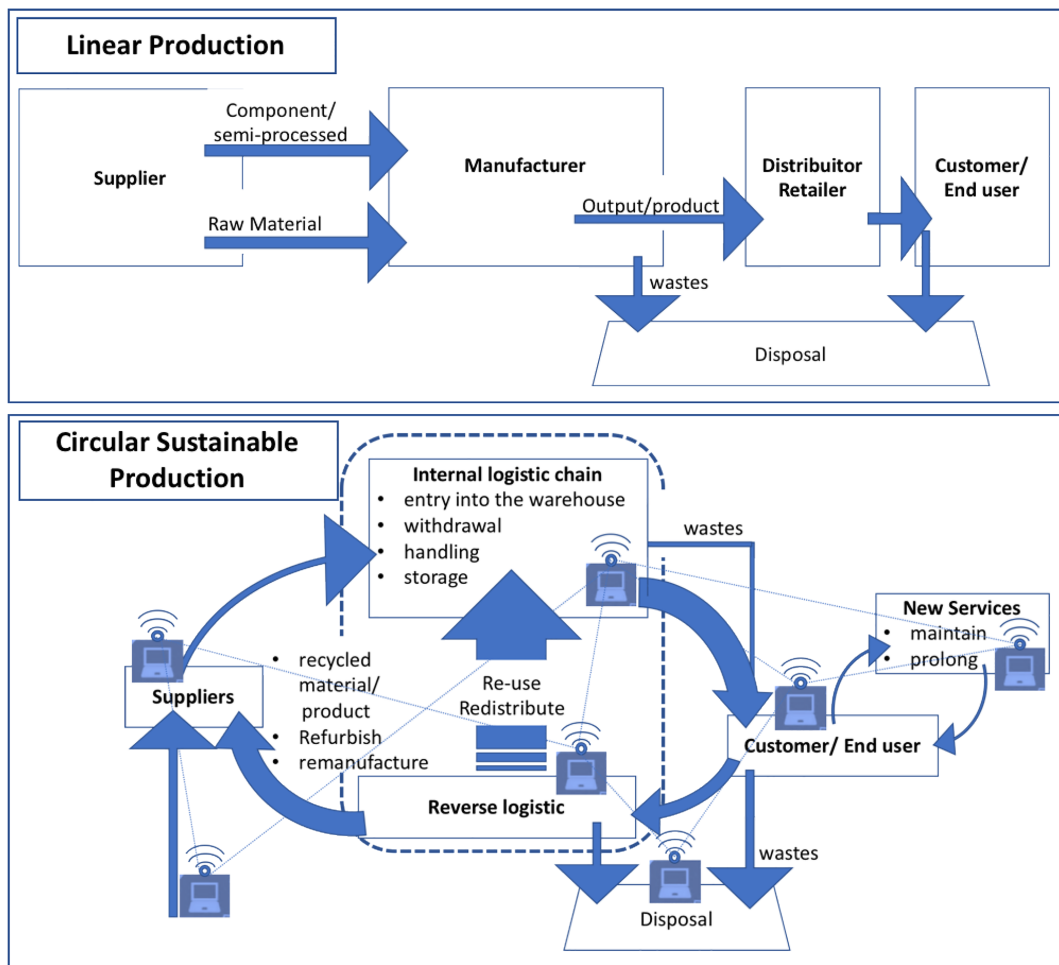 Linear Production
Component/
semi-processed
Supplier
Raw Material
Manufacturer
Output/product
wastes
Distribuitor
Retailer
Customer/
End user
Disposal
Circular Sustainable
Production
Internal logistic chain
• entry into the warehouse
• withdrawal
• handling
• storage
wastes
New Services
• maintain
• prolong
Suppliers
• recycled
material/
product
• Refurbish
• remanufacture
Re-use
Redistribute
Customer/ End user
Reverse logistic
wastes
Disposal